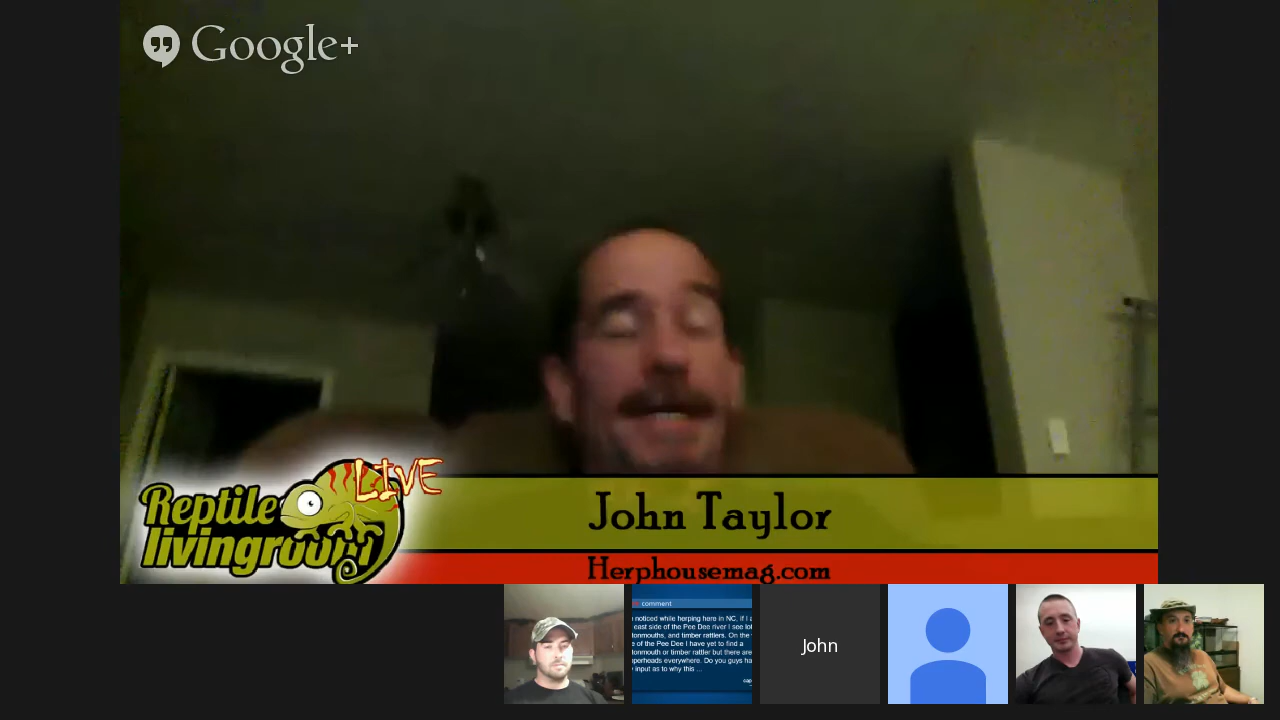 Google+
LIVE
Reptile
livingroom
John Taylor
Herphousemag.com
comment
noticed while herping here in NC, if I a
east side of the Pee Dee river I see lo
tonmouths, and timber rattlers. On the
e of the Pee Dee I have yet to find a
tonmouth or timber rattler but there are
perheads everywhere. Do you guys ha
input as to why this ...
John